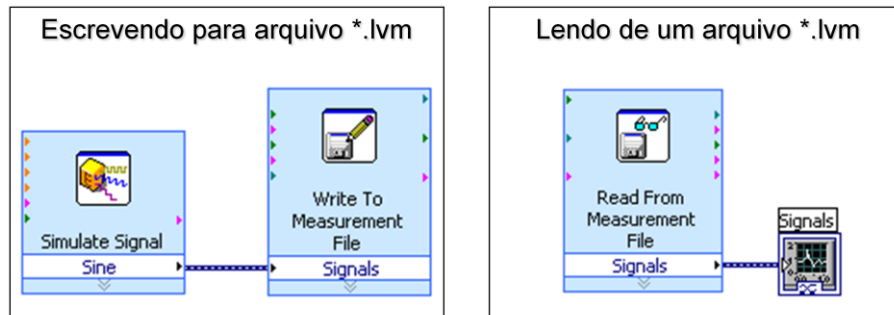 Escrevendo para arquivo *.lvm
Simulate Signal
Sine
Write To
Measurement
File
Signals
Lendo de um arquivo *.lvm
Read From
Measurement
File
Signals
Signals